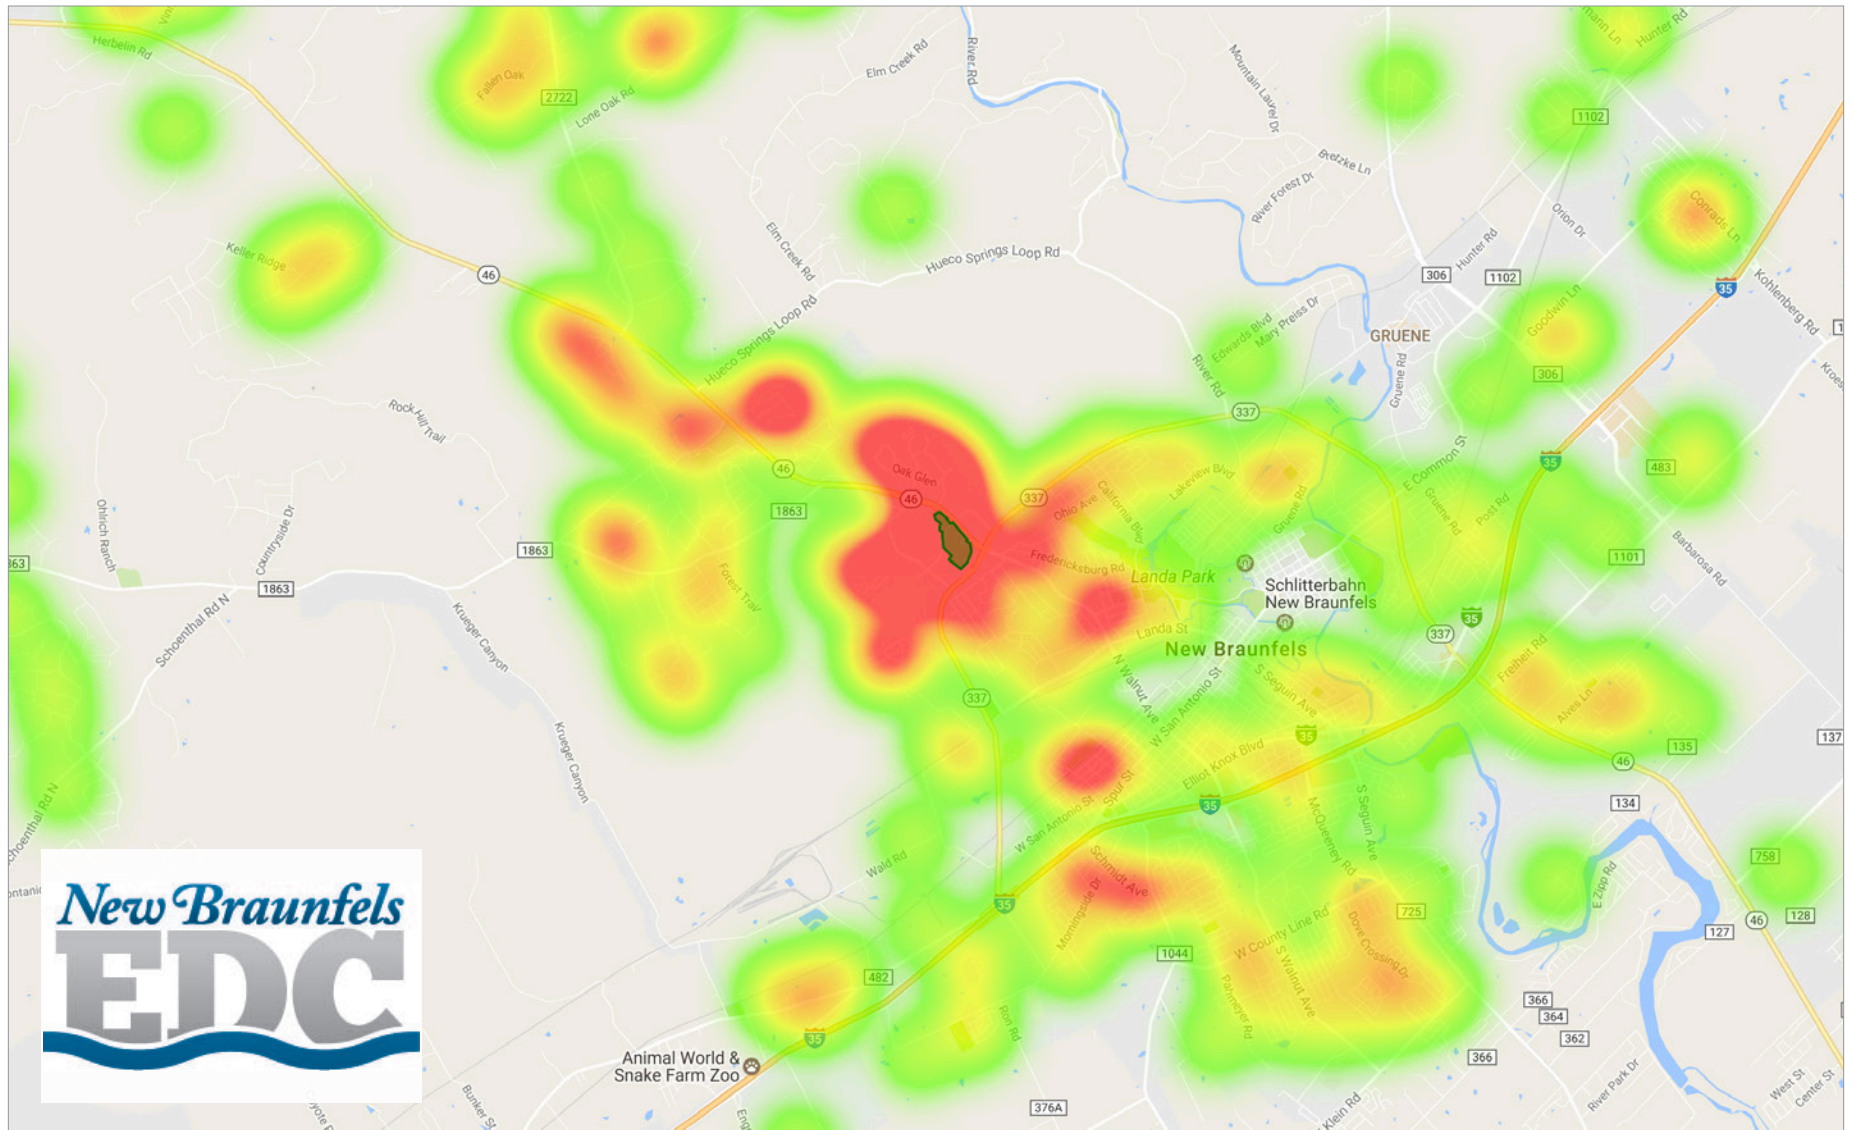 Herbelin Rd
Fallen Oak
2722
Lone Oak Rd
Elm Creek Rd
River Rd
Mountain Laurel Dr
Hunter Rd
1102
Bretzke Ln
River Forest Dr
Orion Dr
Conrads Ln
Keller Ridge
46
Elm Creek Rd
Hueco Springs Loop Rd
306
Hunter Rd
1102
35
Kohlenberg Rd
Hueco Springs Loop Rd
Edwards Blvd
Mary Preiss Dr
GRUENE
Goodwin Ln
306
River Rd
Gruene Rd
Rock Hill Trail
337
46
Oak Glen
46
337
Lakeview Blvd
California Blvd
Ohio Ave
Gruene Rd
E Common St
Gruene Rd
Post Rd
35
483
Ohlrich Ranch
Countryside Dr
1863
1863
1863
Forest Trail
Fredericksburg Rd
Landa Park
Schlitterbahn
New Braunfels
1101
Barbarosa Rd
Schoenthal Rd N
Krueger Canyon
Landa St
New Braunfels
337
35
337
N Walnut Ave
W San Antonio St
S Seguin Ave
Freiheit Rd
Alves Ln
135
137
46
Krueger Canyon
Elliot Knox Blvd
35
35
134
W San Antonio St
Spur St
McQueeney Rd
S Seguin Ave
Wald Rd
Schmidt Ave
Morningside Dr
35
758
E Zipp Rd
128
46
127
725
W County Line Rd
Dove Crossing Dr
S Walnut Ave
1044
482
Ron Rd
Pahmeyer Rd
366
364
362
366
35
Animal World &
Snake Farm Zoo
376A
Klein Rd
River Park Dr
West St
Center St
Bunker St
New Braunfels
EDC